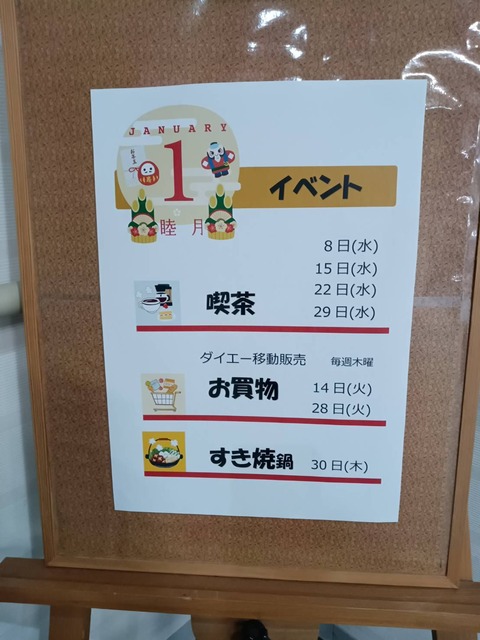 JANUARY
1
睦月
イベント
8日(水)
15日(水)
喫茶
22日(水)
29日(水)
ダイエー移動販売 毎週木曜
お買物
14日(火)
28日(火)
すき焼鍋 30日(木)